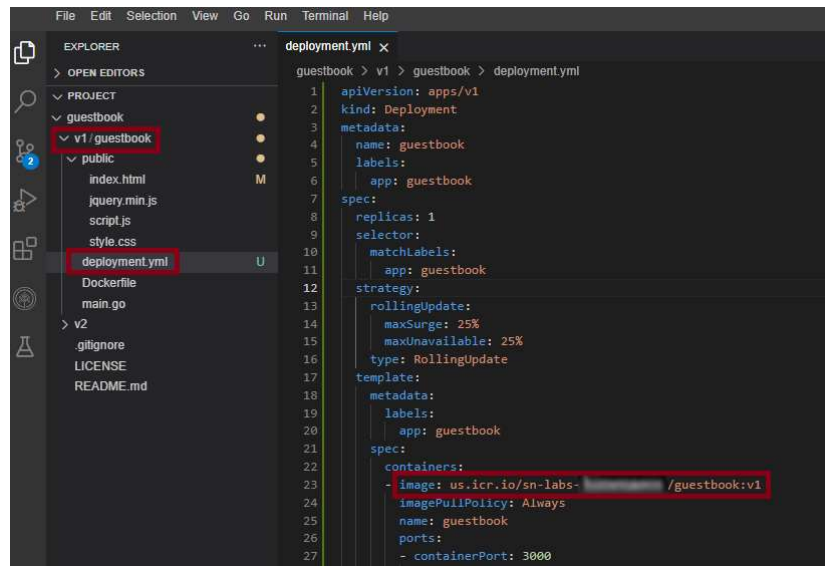 File Edit Selection View Go Run Terminal Help
EXPLORER
OPEN EDITORS
PROJECT
guestbook
v1/guestbook
public
index.html M
jquery.min.js
script.js
style.css
deployment.yml U
Dockerfile
main.go
v2
.gitignore
LICENSE
README.md
2
deployment.yml ×
guestbook > v1 > guestbook > deployment.yml
1 apiVersion: apps/v1
2 kind: Deployment
3 metadata:
4 name: guestbook
5 labels:
6 app: guestbook
7 spec:
8 replicas: 1
9 selector:
10 matchLabels:
11 app: guestbook
12 strategy:
13 rollingUpdate:
14 maxSurge: 25%
15 maxUnavailable: 25%
16 type: RollingUpdate
17 template:
18 metadata:
19 labels:
20 app: guestbook
21 spec:
22 containers:
23 - image: us.icr.io/sn-labs- /guestbook:v1
24 imagePullPolicy: Always
25 name: guestbook
26 ports:
27 - containerPort: 3000